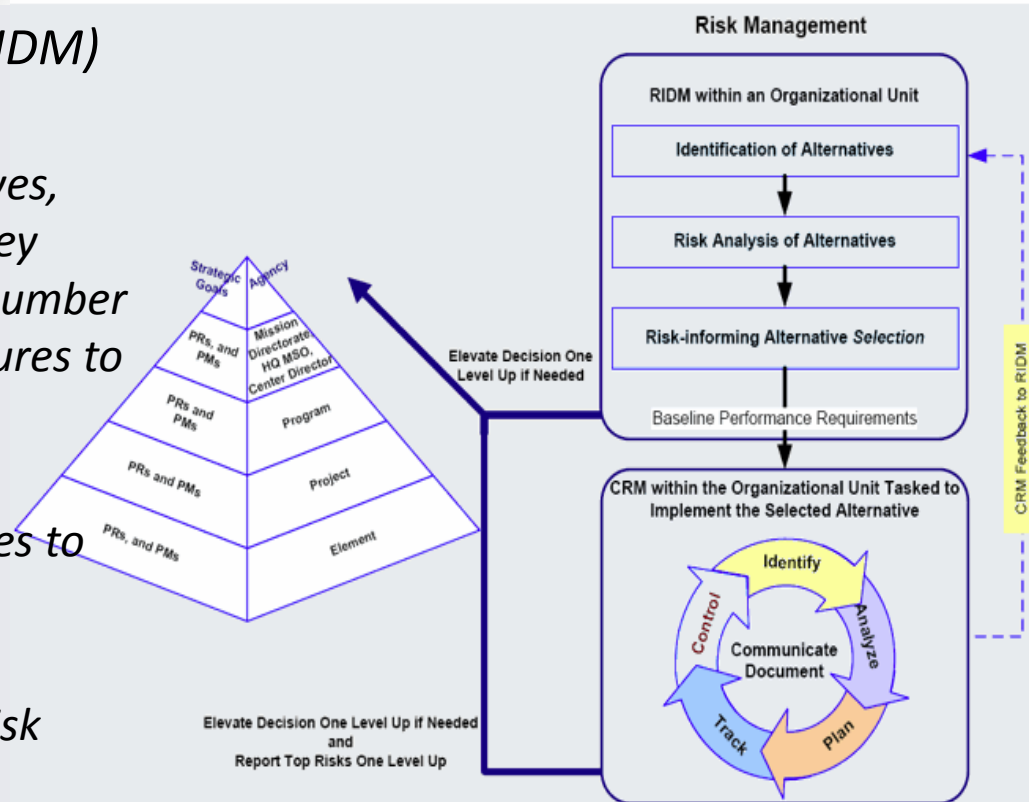 IDM)
ves,
ey
umber
ures to
es to
isk
Strategic
Goals
Agency
PRs, and
PMs
Mission
Directorate,
HQ MSO,
Center Director
PRs and
PMs
Program
PRs and PMs
Project
PRs, and PMs
Element
Elevate Decision One
Level Up if Needed
Elevate Decision One Level Up if Needed
and
Report Top Risks One Level Up
Risk Management
RIDM within an Organizational Unit
Identification of Alternatives
Risk Analysis of Alternatives
Risk-informing Alternative Selection
Baseline Performance Requirements
CRM within the Organizational Unit Tasked to
Implement the Selected Alternative
Identify
Analyze
Plan
Track
Control
Communicate
Document
CRM Feedback to RIDM